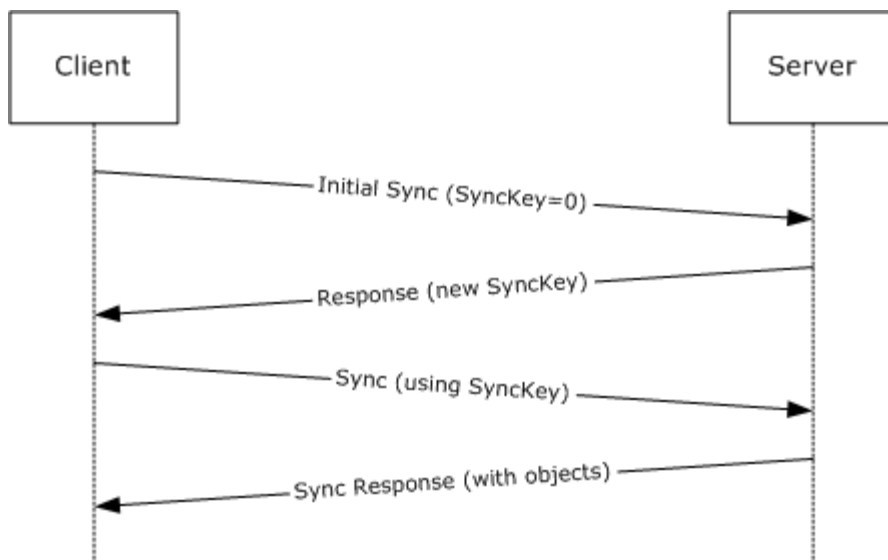 Client
Server
Initial Sync (SyncKey=0)
Response (new SyncKey)
Sync (using SyncKey)
Sync Response (with objects)